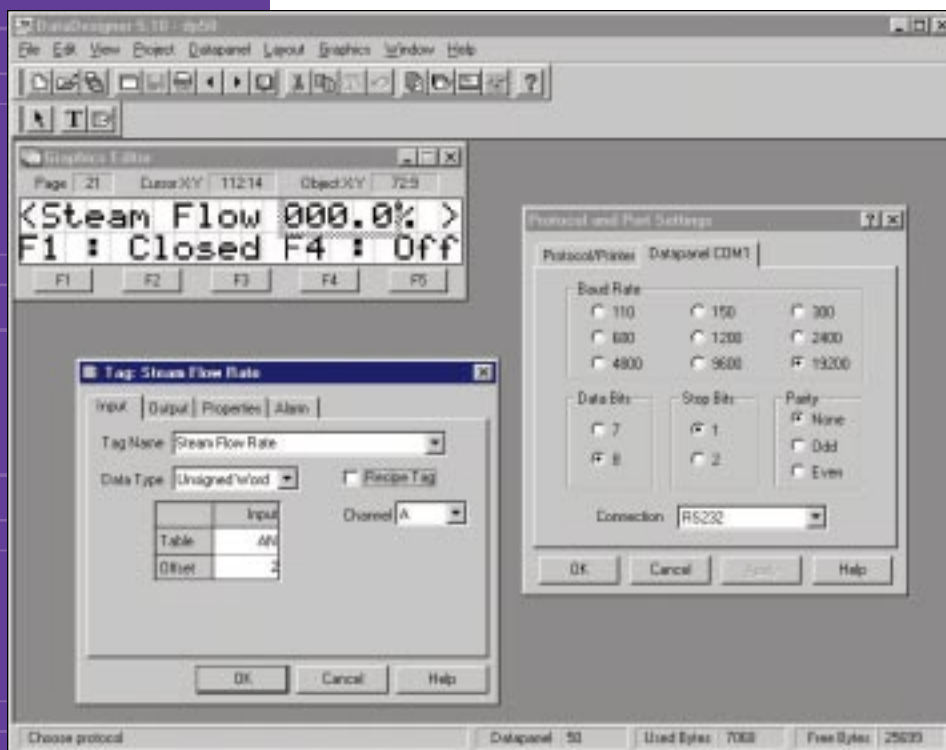 DataDesigner 5.10 - dp50
File Edit View Project Datapanel Layout Graphics Window Help
Graphics Editor
Page 21 Cursor X:Y 112:14 Object X:Y 72:9
<Steam Flow 000.0% >
F1 : Closed F4 : Off
F1 F2 F3 F4 F5
Tag: Steam Flow Rate
Input Output Properties Alarm
Tag Name Steam Flow Rate
Data Type Unsigned Word Recipe Tag
Input
Channel A
Table AN
Offset 2
OK Cancel Help
Protocol and Port Settings
Protocol/Printer Datapanel COM1
Baud Rate
110 150 300
600 1200 2400
4800 9600 19200
Data Bits
7
8
Stop Bits
1
2
Parity
None
Odd
Even
Connection RS232
OK Cancel Apply Help
Choose protocol Datapanel 50 Used Bytes 7068 Free Bytes